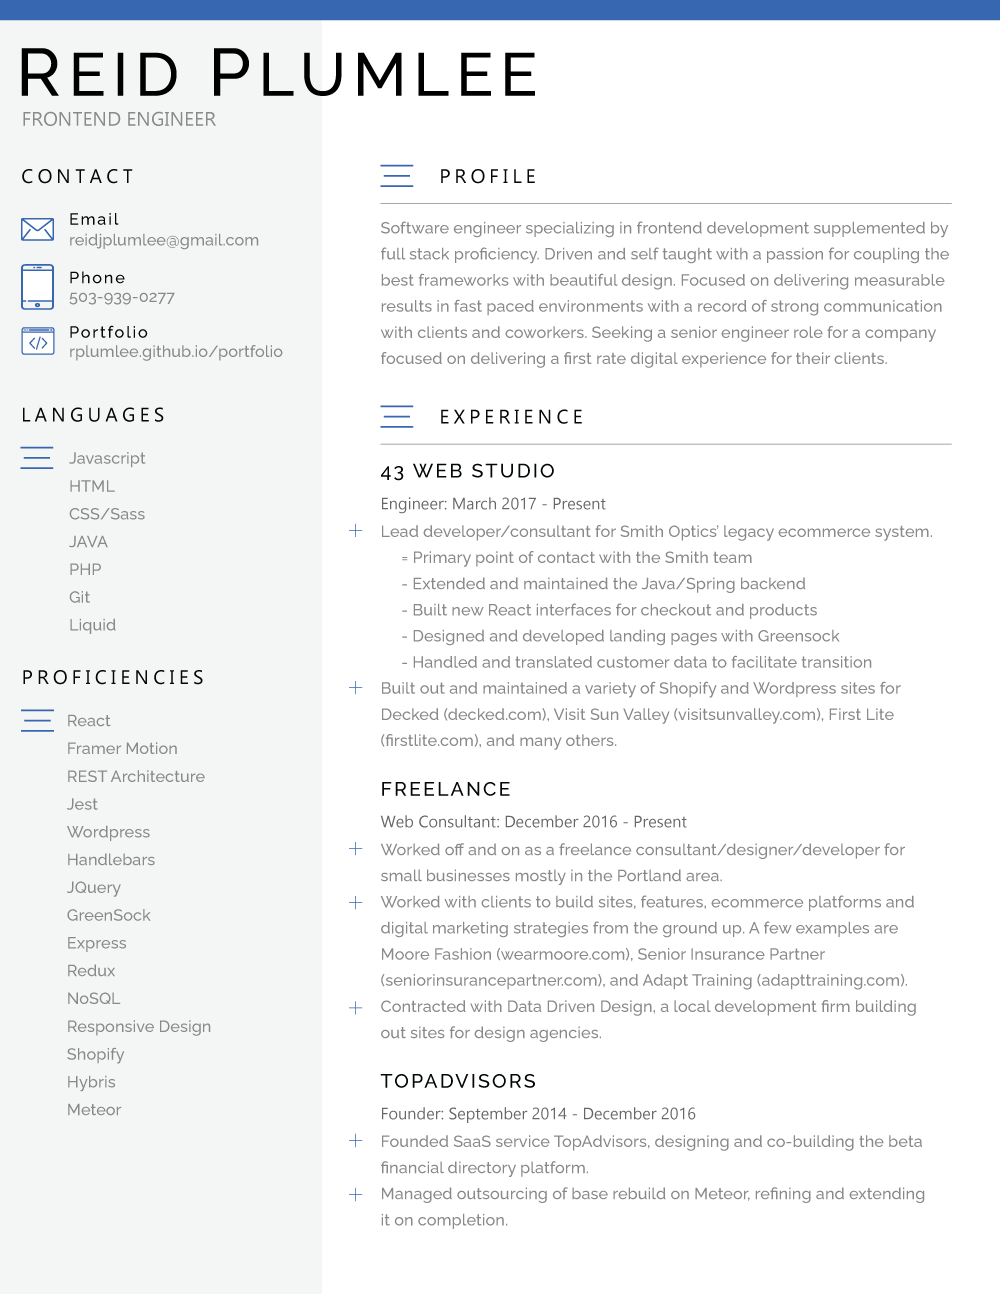 REID PLUMLEE
FRONTEND ENGINEER
CONTACT
Email
reidjplumlee@gmail.com
Phone
503-939-0277
Portfolio
rplumlee.github.io/portfolio
LANGUAGES
Javascript
HTML
CSS/Sass
JAVA
PHP
Git
Liquid
PROFICIENCIES
React
Framer Motion
REST Architecture
Jest
Wordpress
Handlebars
JQuery
GreenSock
Express
Redux
NoSQL
Responsive Design
Shopify
Hybris
Meteor
PROFILE
Software engineer specializing in frontend development supplemented by
full stack proficiency. Driven and self taught with a passion for coupling the
best frameworks with beautiful design. Focused on delivering measurable
results in fast paced environments with a record of strong communication
with clients and coworkers. Seeking a senior engineer role for a company
focused on delivering a first rate digital experience for their clients.
EXPERIENCE
43 WEB STUDIO
Engineer: March 2017 - Present
+ Lead developer/consultant for Smith Optics' legacy ecommerce system.
= Primary point of contact with the Smith team
- Extended and maintained the Java/Spring backend
- Built new React interfaces for checkout and products
- Designed and developed landing pages with Greensock
- Handled and translated customer data to facilitate transition
+ Built out and maintained a variety of Shopify and Wordpress sites for
Decked (decked.com), Visit Sun Valley (visitsunvalley.com), First Lite
(firstlite.com), and many others.
FREELANCE
Web Consultant: December 2016 - Present
+ Worked off and on as a freelance consultant/designer/developer for
small businesses mostly in the Portland area.
+ Worked with clients to build sites, features, ecommerce platforms and
digital marketing strategies from the ground up. A few examples are
Moore Fashion (wearmoore.com), Senior Insurance Partner
(seniorinsurancepartner.com), and Adapt Training (adapttraining.com).
+ Contracted with Data Driven Design, a local development firm building
out sites for design agencies.
TOPADVISORS
Founder: September 2014 - December 2016
+ Founded SaaS service TopAdvisors, designing and co-building the beta
financial directory platform.
+ Managed outsourcing of base rebuild on Meteor, refining and extending
it on completion.